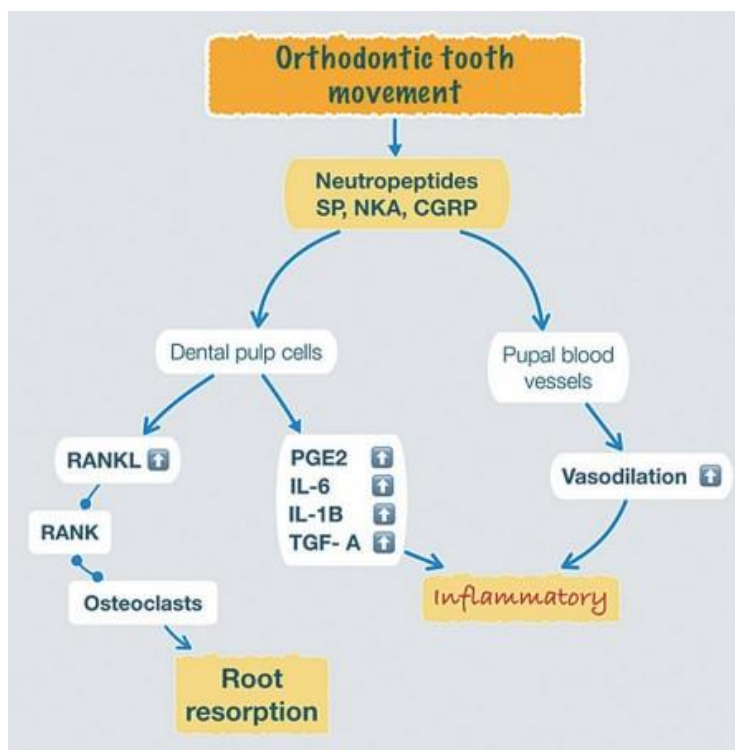 Orthodontic tooth
movement
Neutropeptides
SP, NKA, CGRP
Dental pulp cells
Pupal blood
vessels
RANKL ⬆
PGE2 ⬆
IL-6 ⬆
IL-1B ⬆
TGF- A ⬆
Vasodilation ⬆
RANK
Osteoclasts
Inflammatory
Root
resorption